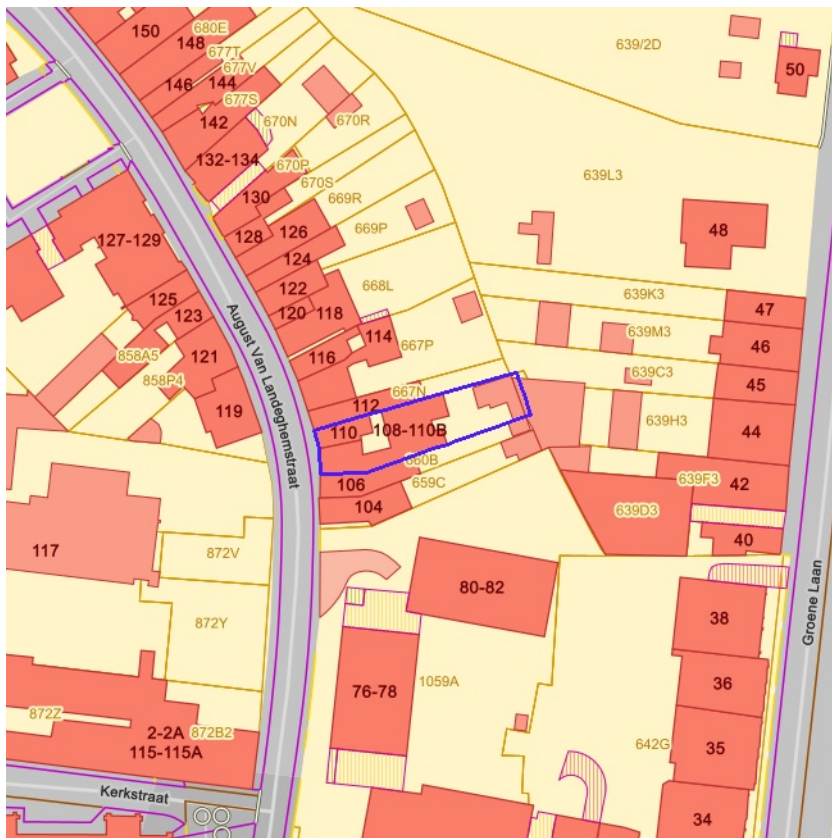 150
148
680E
677T
677V
146
144
677S
142
670N
670R
132-134
670P
670S
130
669R
128
126
669P
124
122
668L
120
118
114
116
667P
667N
112
110
108-110B
660B
659C
106
104
127-129
125
123
858A5
121
858P4
119
August Van Landeghemstraat
117
872V
872Y
872Z
2-2A
872B2
115-115A
Kerkstraat
639/2D
50
639L3
48
639K3
47
639M3
46
639C3
45
639H3
44
639F3
42
639D3
40
80-82
38
76-78
1059A
36
642G
35
34
Groene Laan